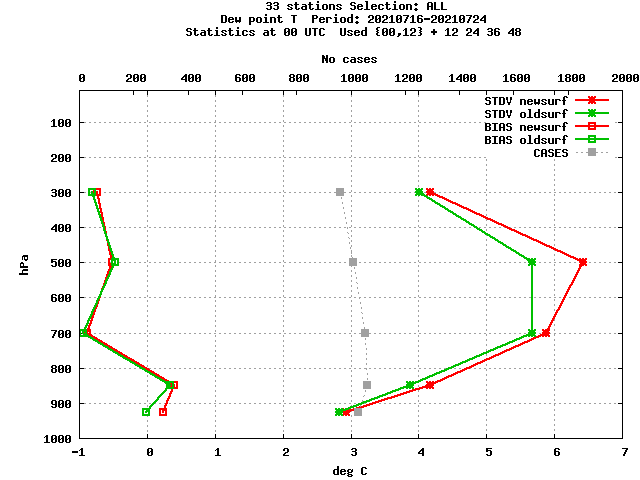 33 stations Selection: ALL
Dew point T  Period: 20210716-20210724
Statistics at 00 UTC  Used {00,12} + 12 24 36 48
No cases
0 200 400 600 800 1000 1200 1400 1600 1800 2000
STDV newsurf
STDV oldsurf
BIAS newsurf
BIAS oldsurf
CASES
100
200
300
400
500
600
700
800
900
1000
hPa
-1 0 1 2 3 4 5 6 7
deg C